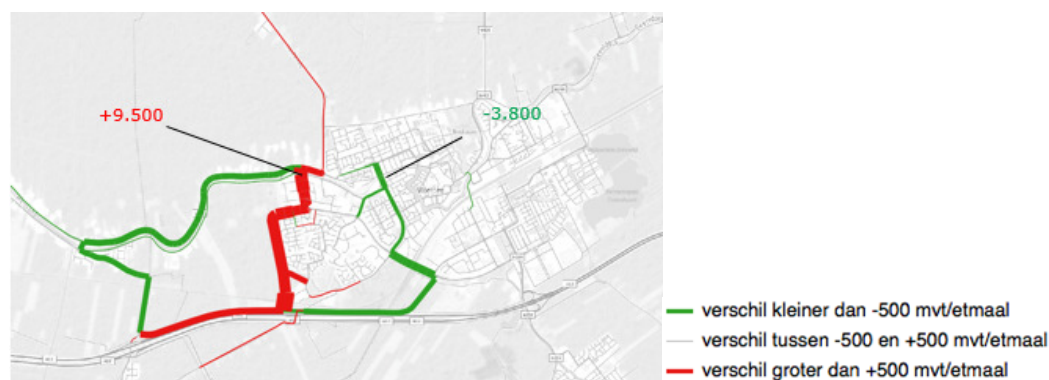 +9.500
-3.800
Woerden
verschil kleiner dan -500 mvt/etmaal
verschil tussen -500 en +500 mvt/etmaal
verschil groter dan +500 mvt/etmaal